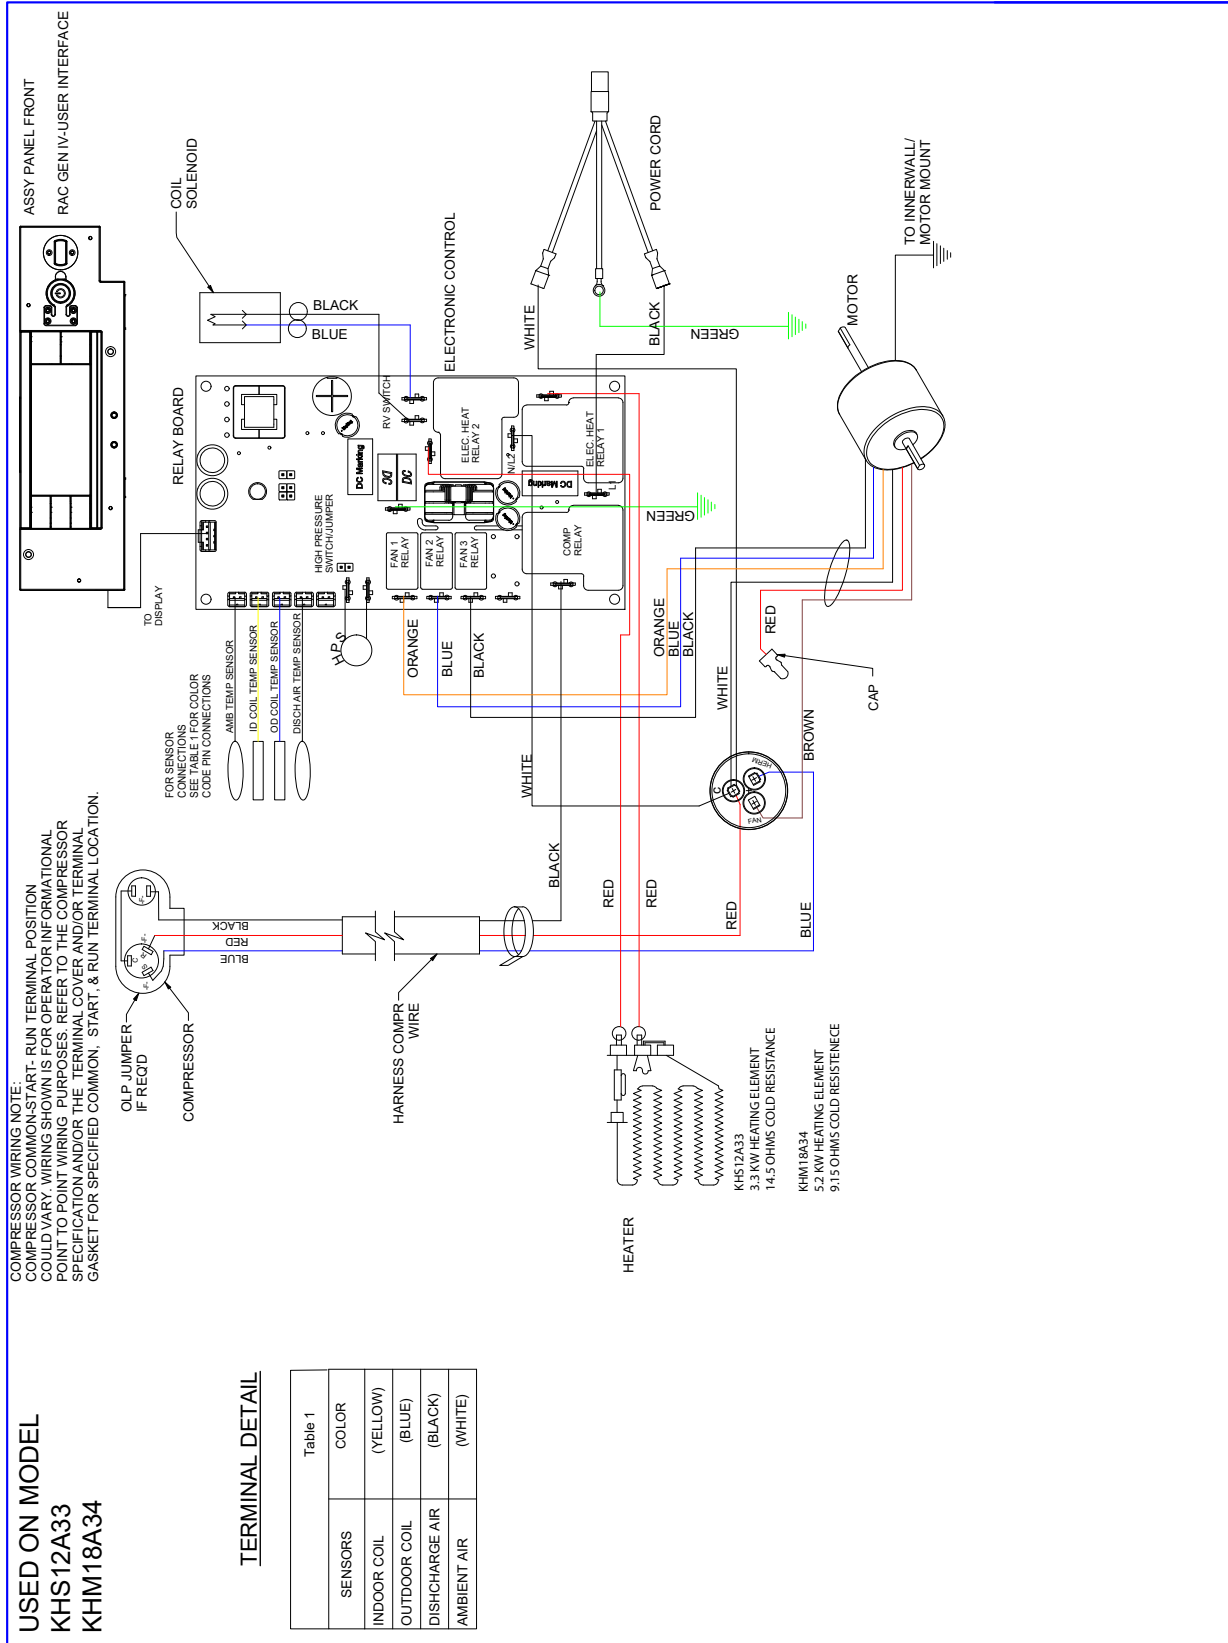 USED ON MODEL
KHS12A33
KHM18A34
COMPRESSOR WIRING NOTE:
COMPRESSOR COMMON-START- RUN TERMINAL POSITION
COULD VARY. WIRING SHOWN IS FOR OPERATOR INFORMATIONAL
POINT TO POINT WIRING PURPOSES. REFER TO THE COMPRESSOR
SPECIFICATION AND/OR THE TERMINAL COVER AND/OR TERMINAL
GASKET FOR SPECIFIED COMMON, START, & RUN TERMINAL LOCATION.
ASSY PANEL FRONT
RAC GEN IV-USER INTERFACE
TO
DISPLAY
COIL
SOLENOID
BLACK
BLUE
RELAY BOARD
ELECTRONIC CONTROL
RV SWITCH
DC Marking
DC
DC
HIGH PRESSURE
SWITCH/JUMPER
ELEC. HEAT
RELAY 2
N/L2
ELEC. HEAT
RELAY 1
L1
DC Marking
FAN 1
RELAY
FAN 2
RELAY
FAN 3
RELAY
COMP
RELAY
GREEN
WHITE
BLACK
GREEN
POWER CORD
FOR SENSOR
CONNECTIONS
SEE TABLE 1 FOR COLOR
CODE PIN CONNECTIONS
AMB TEMP SENSOR
ID COIL TEMP SENSOR
OD COIL TEMP SENSOR
DISCH AIR TEMP SENSOR
H.P.S
ORANGE
BLUE
BLACK
ORANGE
BLUE
BLACK
MOTOR
TO INNERWALL/
MOTOR MOUNT
WHITE
RED
CAP
BROWN
C
HERM
FAN
WHITE
BLACK
RED
RED
RED
BLUE
OLP JUMPER
IF REQ'D
COMPRESSOR
C
S
R
BLACK
RED
BLUE
HARNESS COMPR
WIRE
HEATER
KHS12A33
3.3 KW HEATING ELEMENT
14.5 OHMS COLD RESISTANCE
KHM18A34
5.2 KW HEATING ELEMENT
9.15 OHMS COLD RESISTENECE
TERMINAL DETAIL
Table 1
SENSORS COLOR
INDOOR COIL (YELLOW)
OUTDOOR COIL (BLUE)
DISHCHARGE AIR (BLACK)
AMBIENT AIR (WHITE)